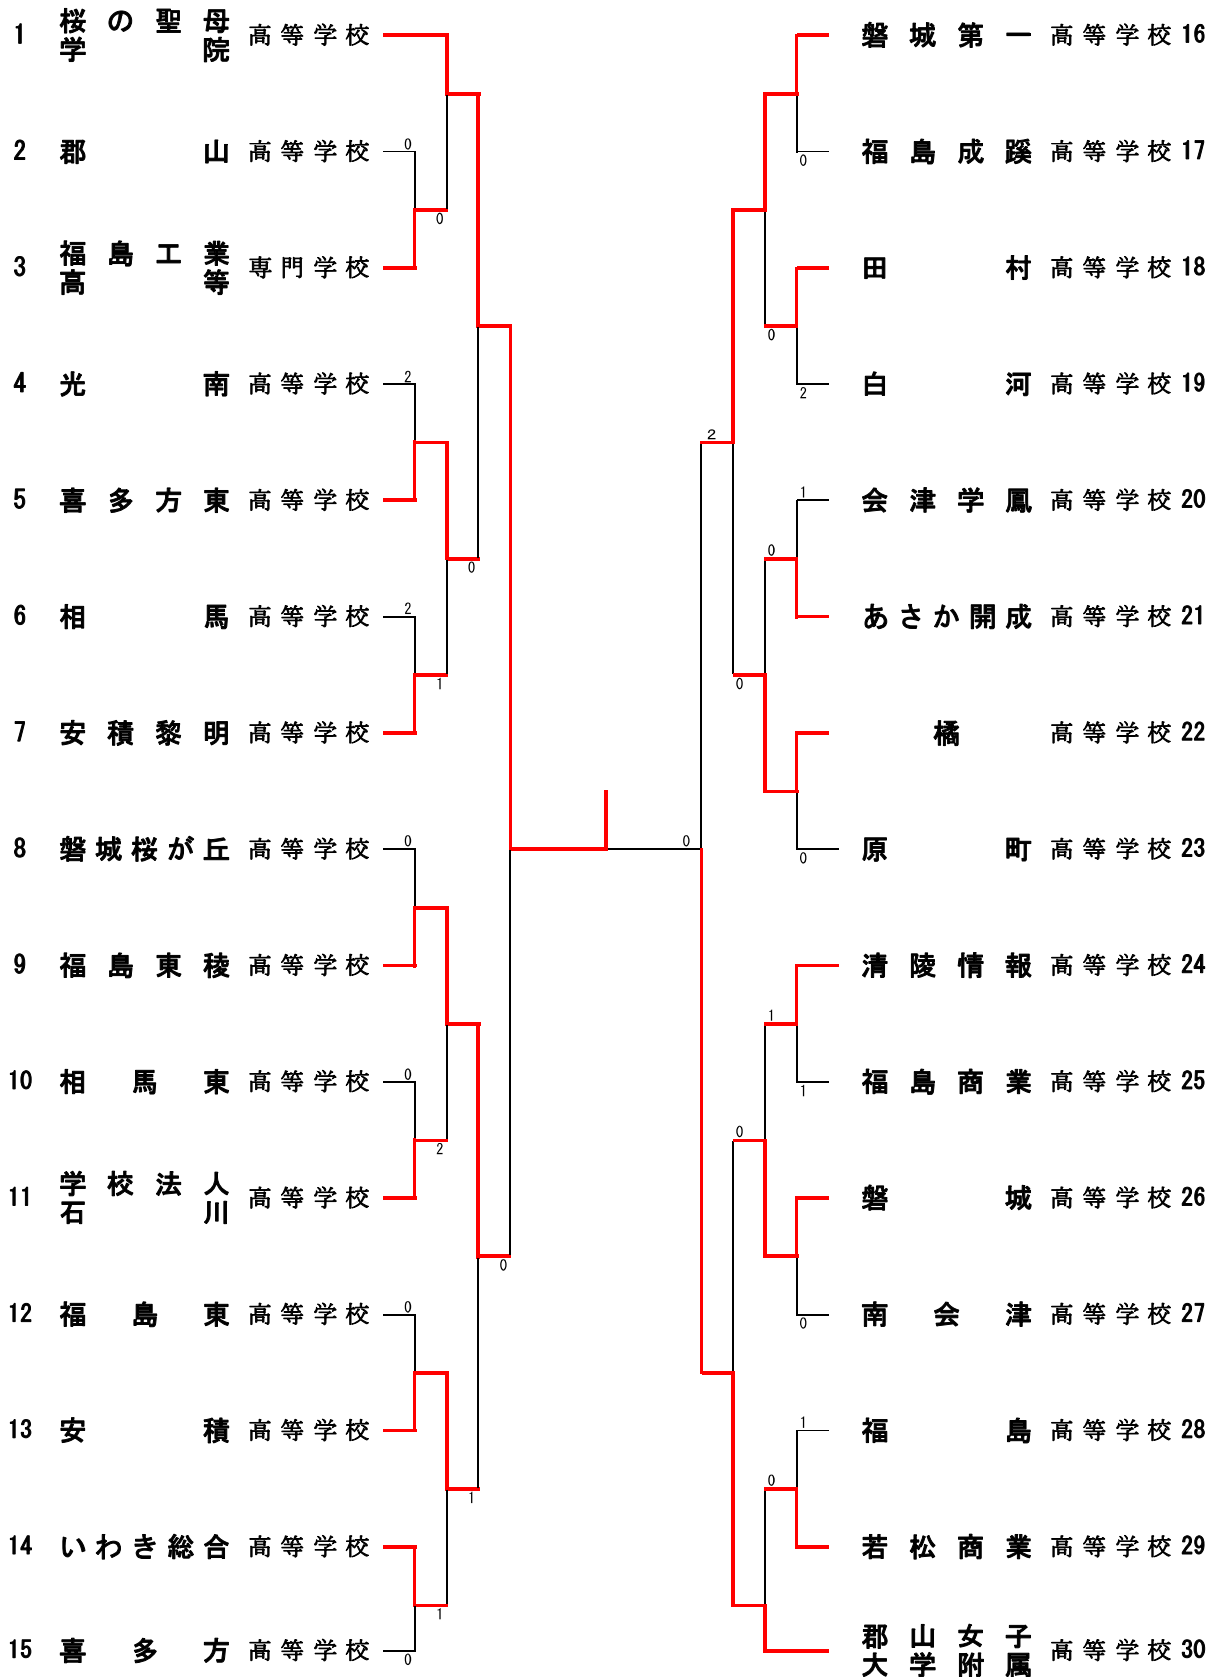 1 桜の聖母学院 高等学校
磐城第一 高等学校 16
0
2 郡山 高等学校
0
福島成蹊 高等学校 17
0
3 福島工業高等 専門学校
田村 高等学校 18
0
4 光南 高等学校
2
2
白河 高等学校 19
2
5 喜多方東 高等学校
1
会津学鳳 高等学校 20
0
0
6 相馬 高等学校
2
あさか開成 高等学校 21
1
0
7 安積黎明 高等学校
橘 高等学校 22
8 磐城桜が丘 高等学校
0
0
0
原町 高等学校 23
9 福島東稜 高等学校
清陵情報 高等学校 24
1
10 相馬東 高等学校
0
1
福島商業 高等学校 25
2
0
11 学校法人石川 高等学校
磐城 高等学校 26
0
12 福島東 高等学校
0
0
南会津 高等学校 27
13 安積 高等学校
1
福島 高等学校 28
1
0
14 いわき総合 高等学校
若松商業 高等学校 29
1
15 喜多方 高等学校
0
郡山女子大学附属 高等学校 30